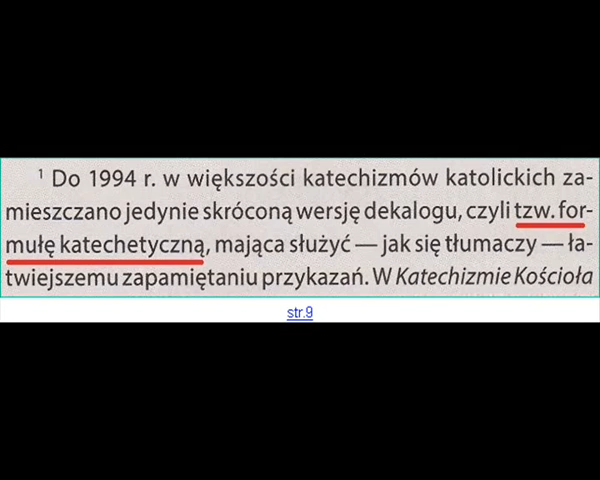 ¹ Do 1994 r. w większości katechizmów katolickich za-
mieszczano jedynie skróconą wersję dekalogu, czyli tzw. for-
mułę katechetyczną, mająca służyć — jak się tłumaczy — ła-
twiejszemu zapamiętaniu przykazań. W Katechizmie Kościoła
str.9